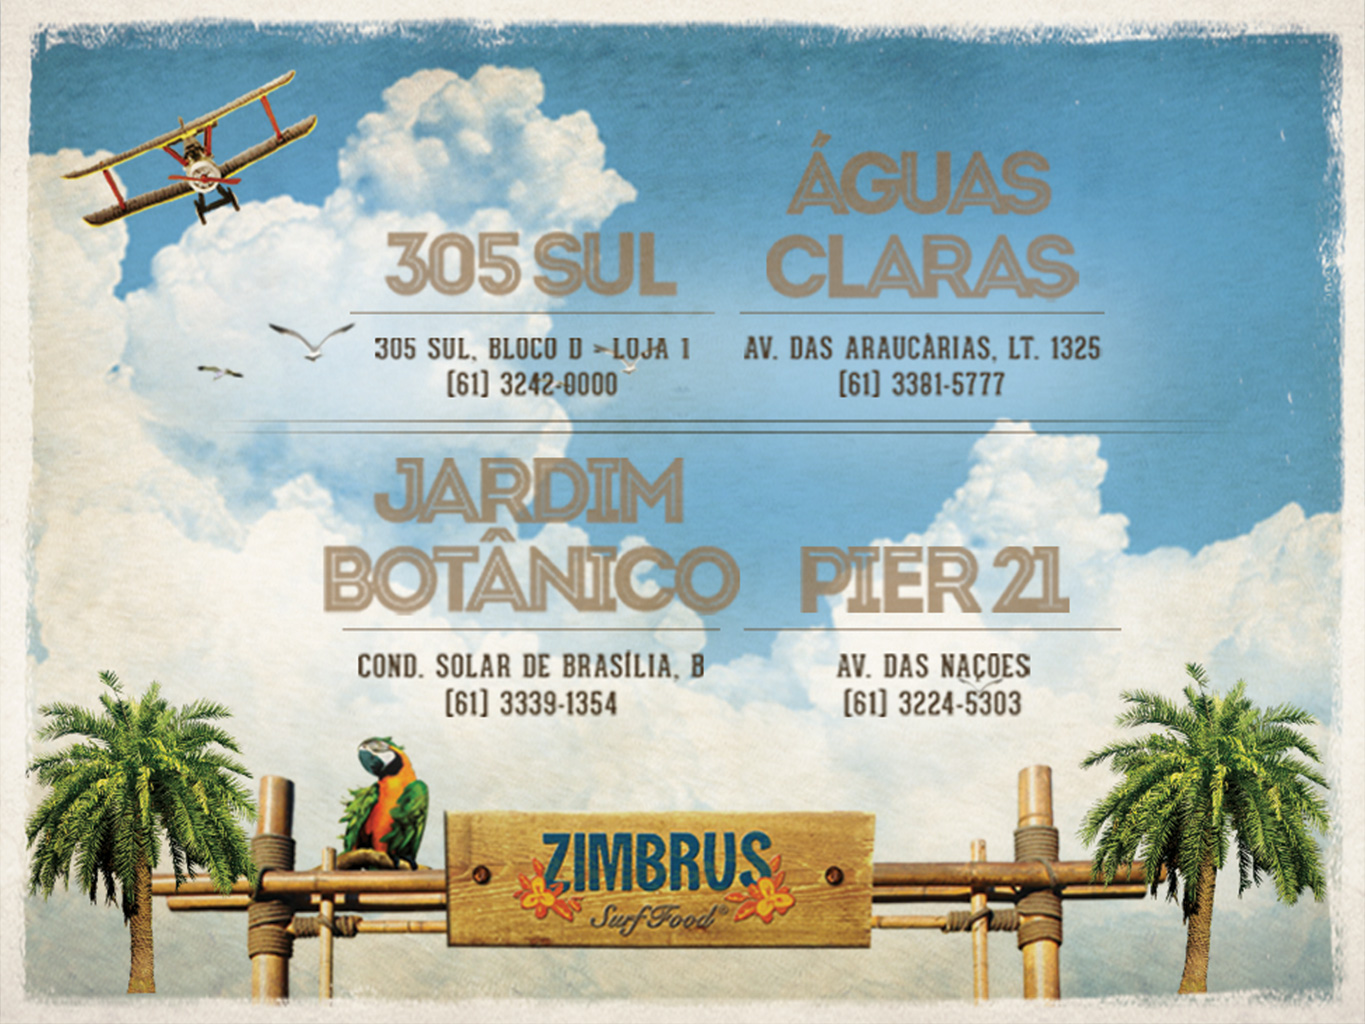 305 SUL
305 SUL, BLOCO D - LOJA 1
[61] 3242-0000
ÁGUAS
CLARAS
AV. DAS ARAUCÁRIAS, LT. 1325
[61] 3381-5777
JARDIM
BOTÂNICO
COND. SOLAR DE BRASÍLIA, B
[61] 3339-1354
PIER 21
AV. DAS NAÇOES
[61] 3224-5303
ZIMBRUS
Surf Food®